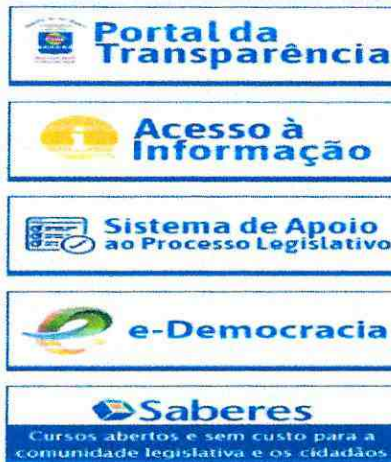 Portal da
Transparência
Acesso à
Informação
Sistema de Apoio
ao Processo Legislativo
e-Democracia
Saberes
Cursos abertos e sem custo para a
comunidade legislativa e os cidadãos